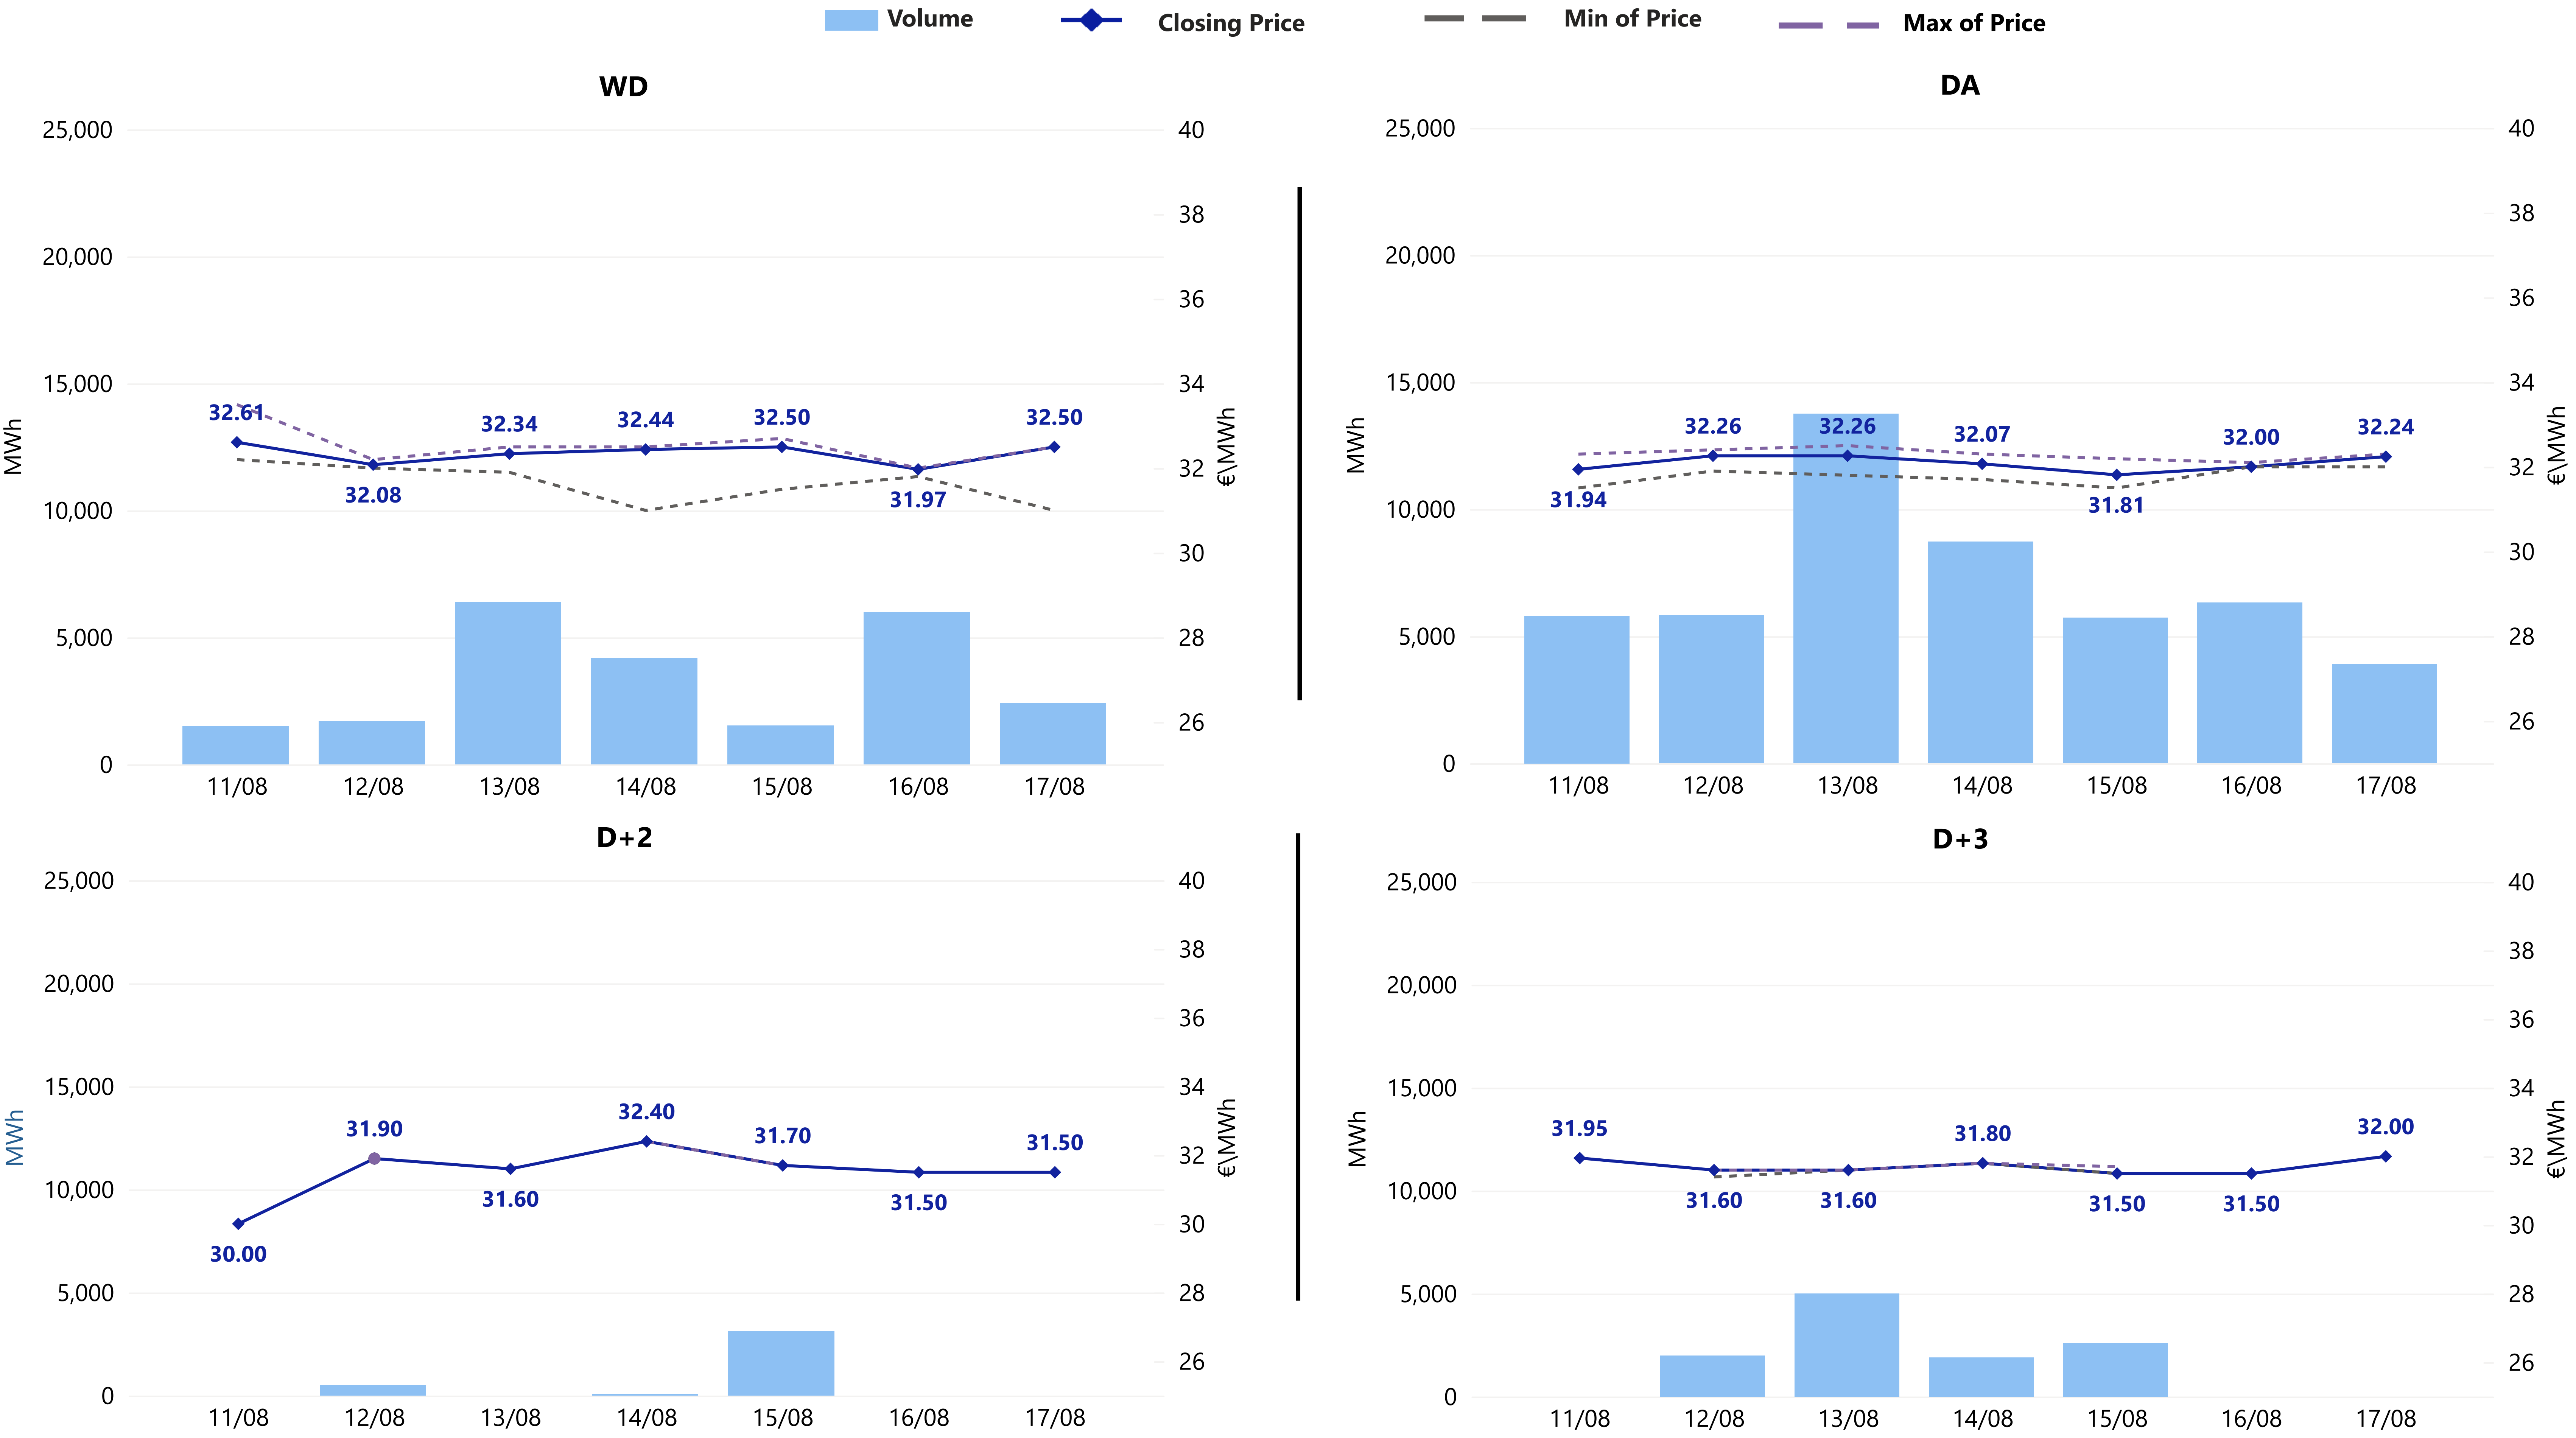 Volume Closing Price Min of Price Max of Price
WD
25,000 40
38
20,000
36
15,000 34
32.61 32.34 32.44 32.50 32.50
MWh €\MWh
32
32.08 31.97
10,000
30
5,000 28
26
0
11/08 12/08 13/08 14/08 15/08 16/08 17/08
DA
25,000 40
38
20,000
36
15,000 34
32.26 32.26 32.07 32.00 32.24
MWh €\MWh
32
31.94 31.81
10,000
30
5,000 28
26
0
11/08 12/08 13/08 14/08 15/08 16/08 17/08
D+2
25,000 40
38
20,000
36
15,000 34
32.40
31.90 31.70 31.50
MWh €\MWh
32
10,000
31.60 31.50
30
30.00
5,000 28
26
0
11/08 12/08 13/08 14/08 15/08 16/08 17/08
D+3
25,000 40
38
20,000
36
15,000 34
31.95 31.80 32.00
MWh €\MWh
32
10,000
31.60 31.60 31.50 31.50
30
5,000 28
26
0
11/08 12/08 13/08 14/08 15/08 16/08 17/08